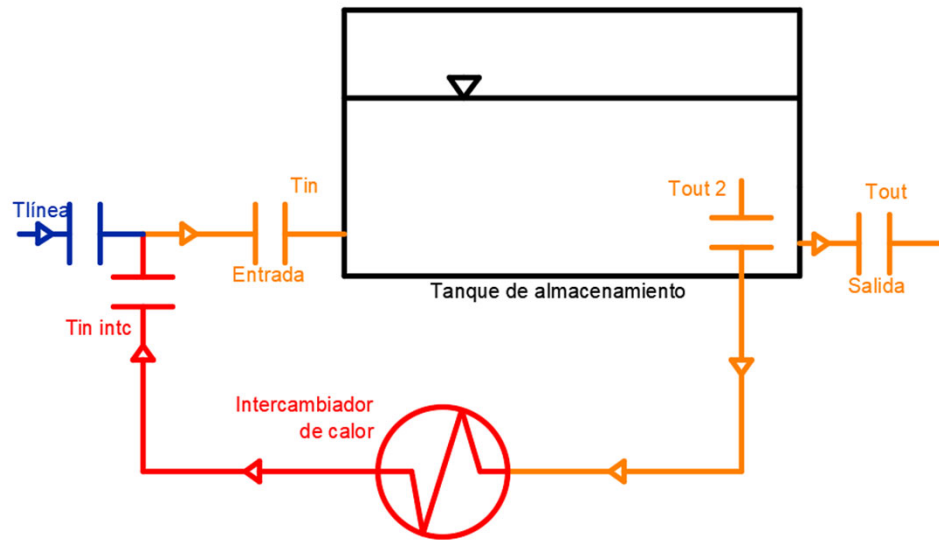 Tin
Tout 2
Tout
Tlínea
Entrada
Salida
Tanque de almacenamiento
Tin intc
Intercambiador
de calor